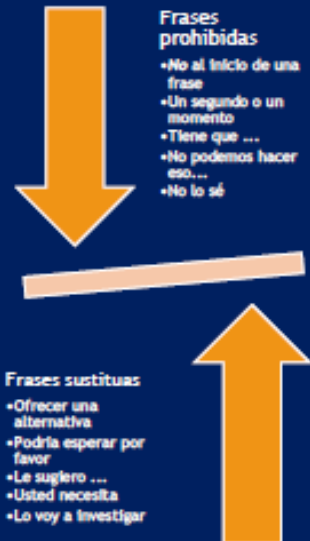 Frases
prohibidas
•No al inicio de una
frase
•Un segundo o un
momento
•Tiene que ...
•No podemos hacer
eso...
•No lo sé
Frases sustituas
•Ofrecer una
alternativa
•Podría esperar por
favor
•Le sugiero ...
•Usted necesita
•Lo voy a investigar